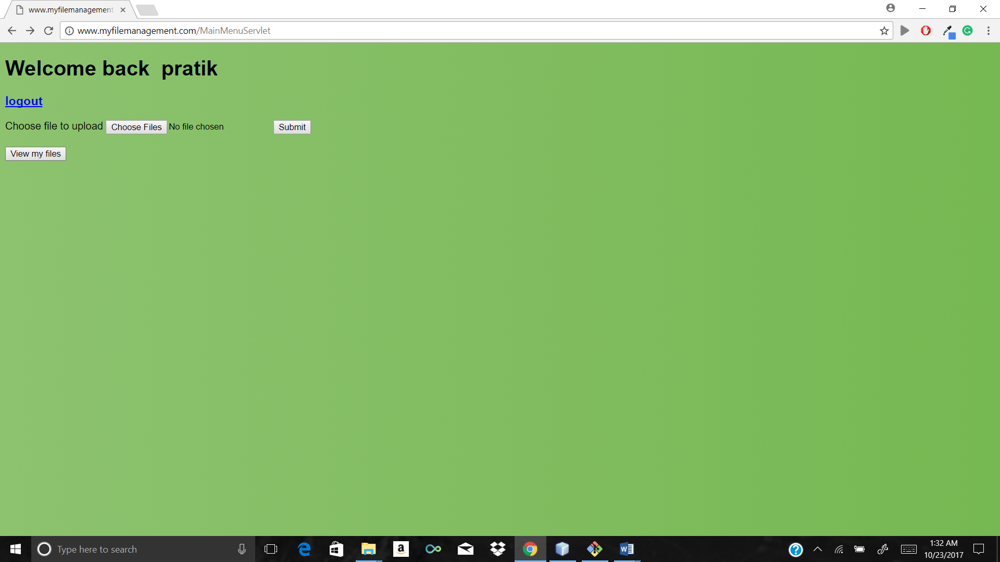 www.myfilemanagement
www.myfilemanagement.com/MainMenuServlet
Welcome back  pratik
logout
Choose file to upload Choose Files No file chosen Submit
View my files
Type here to search
1:32 AM
10/23/2017